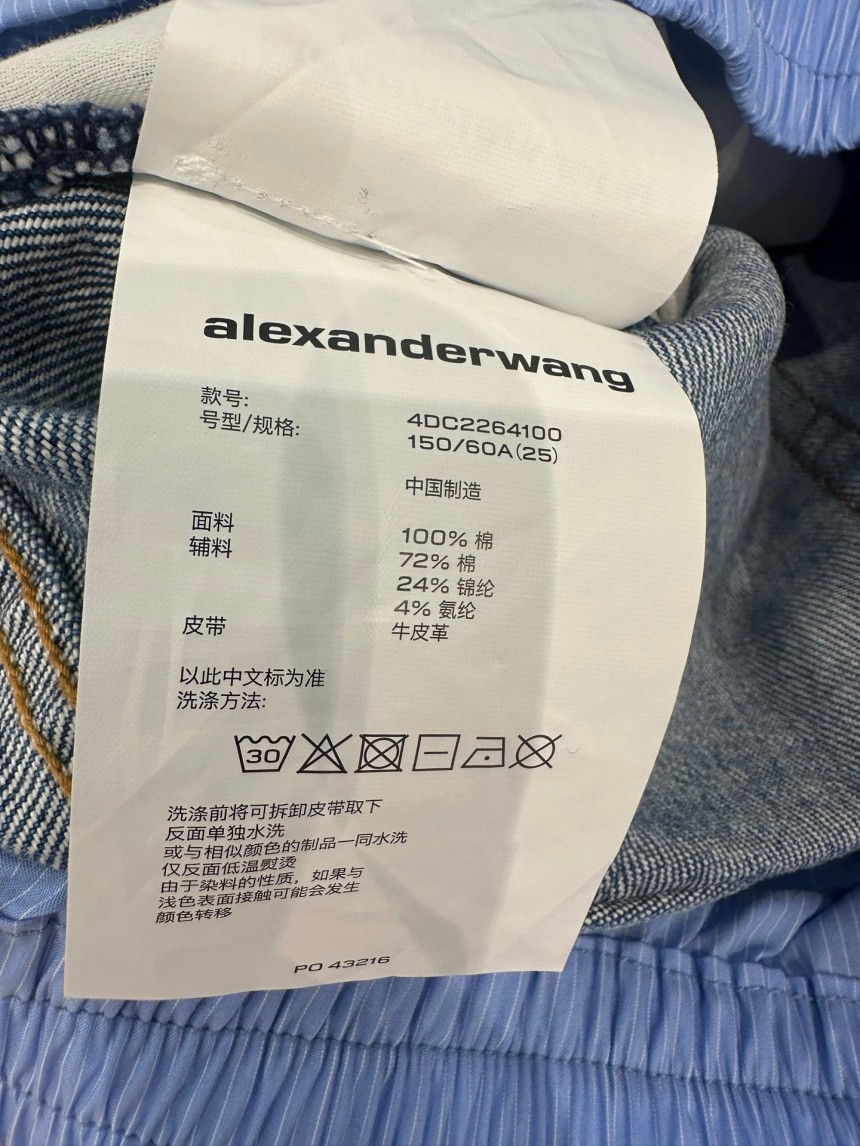 alexanderwang
款号:
号型/规格:
4DC2264100
150/60A(25)
中国制造
面料
辅料
100% 棉
72% 棉
24% 锦纶
4% 氨纶
皮带
牛皮革
以此中文标为准
洗涤方法:
30
洗涤前将可拆卸皮带取下
反面单独水洗
或与相似颜色的制品一同水洗
仅反面低温熨烫
由于染料的性质，如果与
浅色表面接触可能会发生
颜色转移
PO 43216